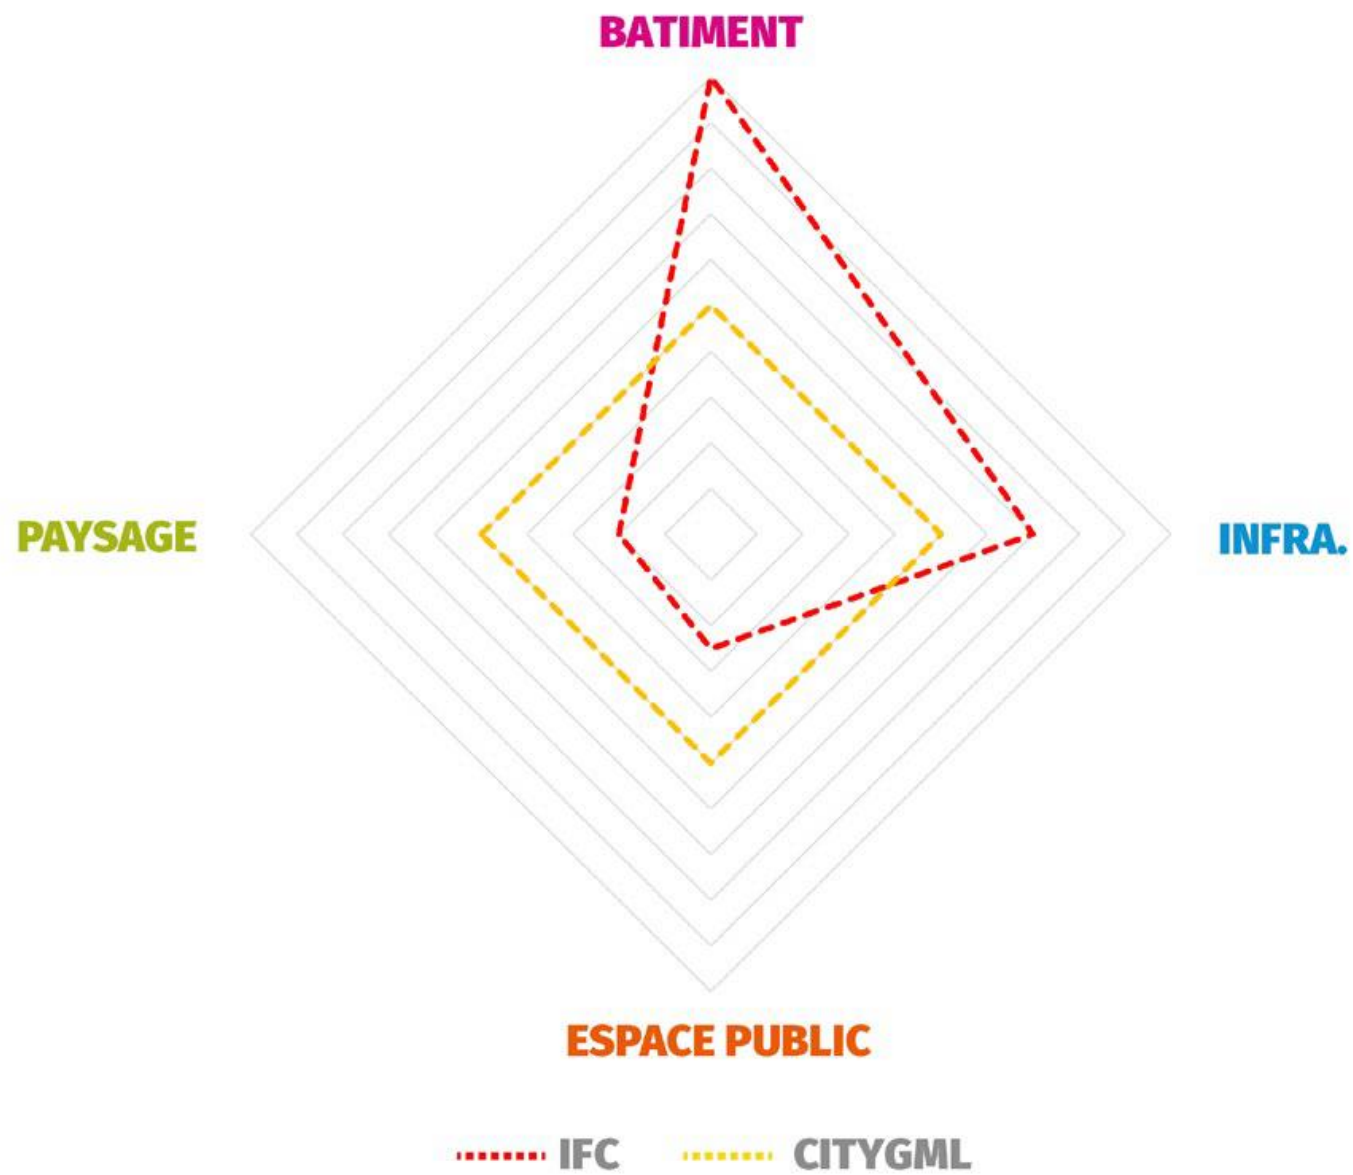 BATIMENT
PAYSAGE
INFRA.
ESPACE PUBLIC
IFC CITYGML